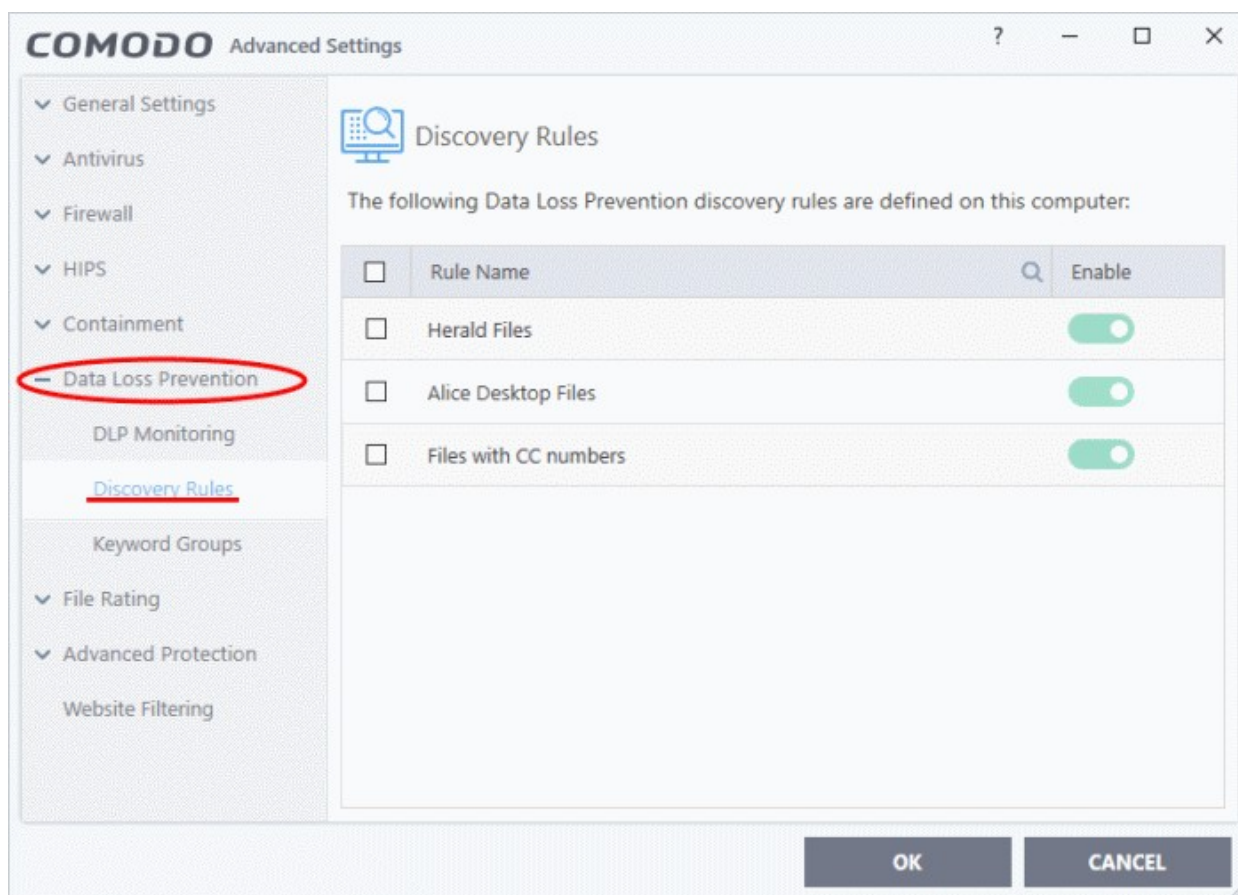 COMODO Advanced Settings ?
General Settings
Antivirus
Firewall
HIPS
Containment
Data Loss Prevention
DLP Monitoring
Discovery Rules
Keyword Groups
File Rating
Advanced Protection
Website Filtering
Discovery Rules
The following Data Loss Prevention discovery rules are defined on this computer:
Rule Name Enable
Herald Files
Alice Desktop Files
Files with CC numbers
OK CANCEL